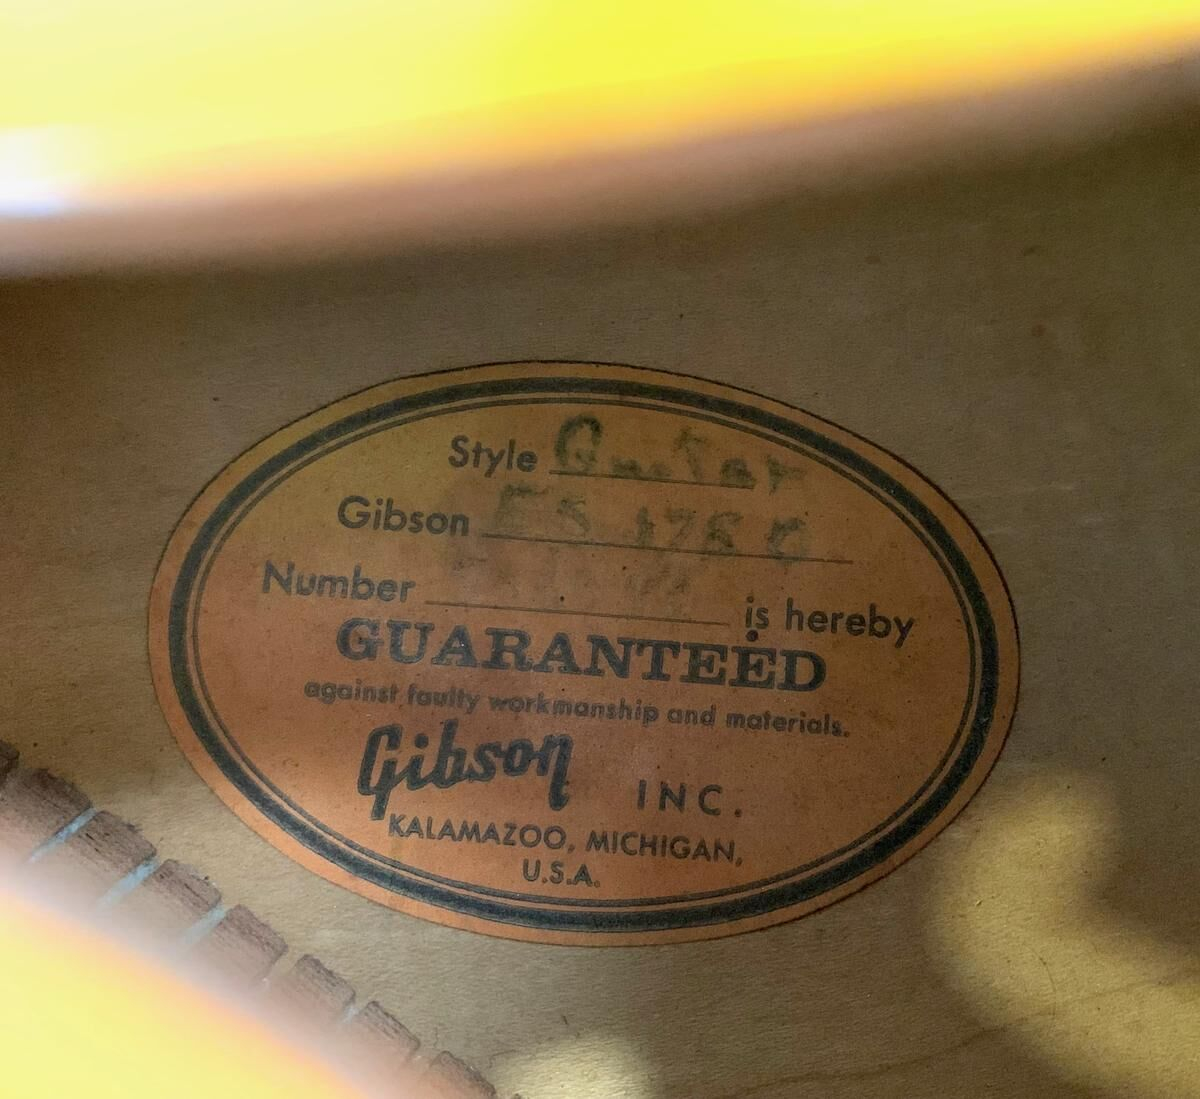 Style Guitar
Gibson ES 175 D
Number is hereby
GUARANTEED
against faulty workmanship and materials.
Gibson INC.
KALAMAZOO, MICHIGAN,
U.S.A.